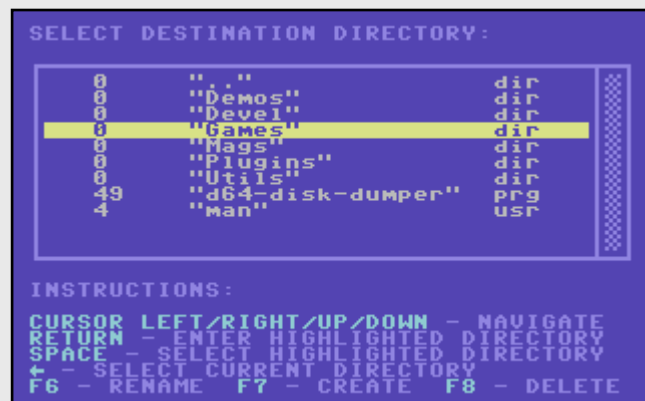 SELECT DESTINATION DIRECTORY:
0 ".." dir
0 "Demos" dir
0 "Devel" dir
0 "Games" dir
0 "Mags" dir
0 "Plugins" dir
0 "Utils" dir
49 "d64-disk-dumper" prg
4 "man" usr
INSTRUCTIONS:
CURSOR LEFT/RIGHT/UP/DOWN - NAVIGATE
RETURN - ENTER HIGHLIGHTED DIRECTORY
SPACE - SELECT HIGHLIGHTED DIRECTORY
← - SELECT CURRENT DIRECTORY
F6 - RENAME F7 - CREATE F8 - DELETE